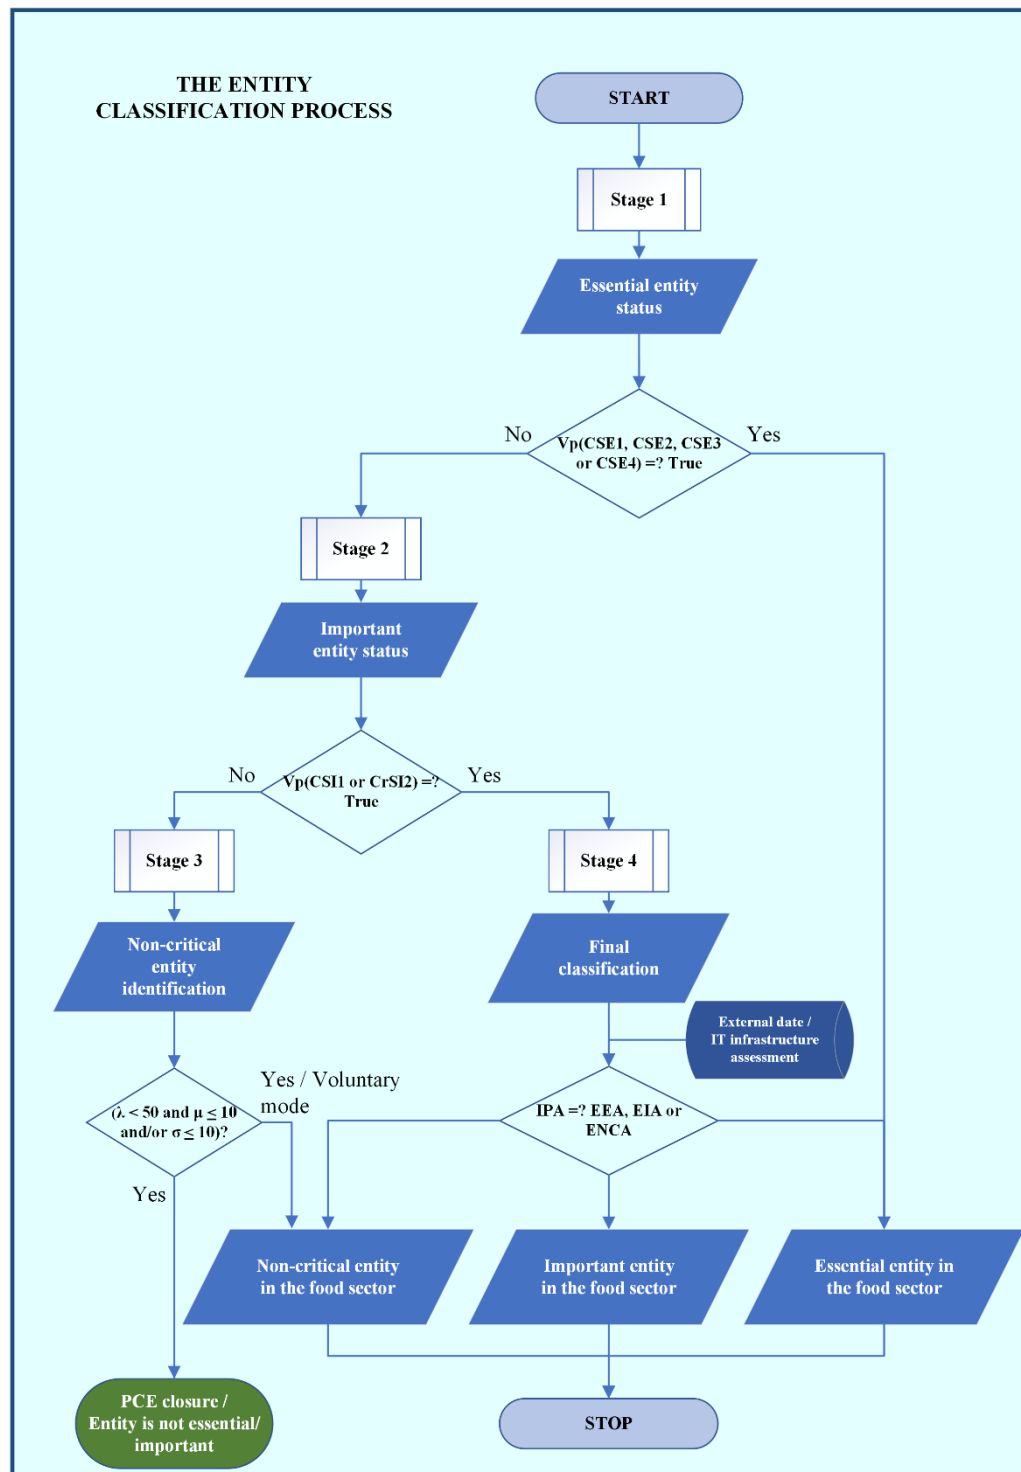 THE ENTITY
CLASSIFICATION PROCESS
START
Stage 1
Essential entity
status
No
Vp(CSE1, CSE2, CSE3
or CSE4) =? True
Yes
Stage 2
Important
entity status
No
Vp(CSI1 or CrSI2) =?
True
Yes
Stage 3
Stage 4
Non-critical
entity
identification
Final
classification
External date /
IT infrastructure
assessment
(λ < 50 and μ ≤ 10
and/or σ ≤ 10)?
Yes / Voluntary
mode
IPA =? EEA, EIA or
ENCA
Yes
Non-critical entity
in the food sector
Important entity
in the food sector
Essential entity in
the food sector
PCE closure /
Entity is not essential/
important
STOP